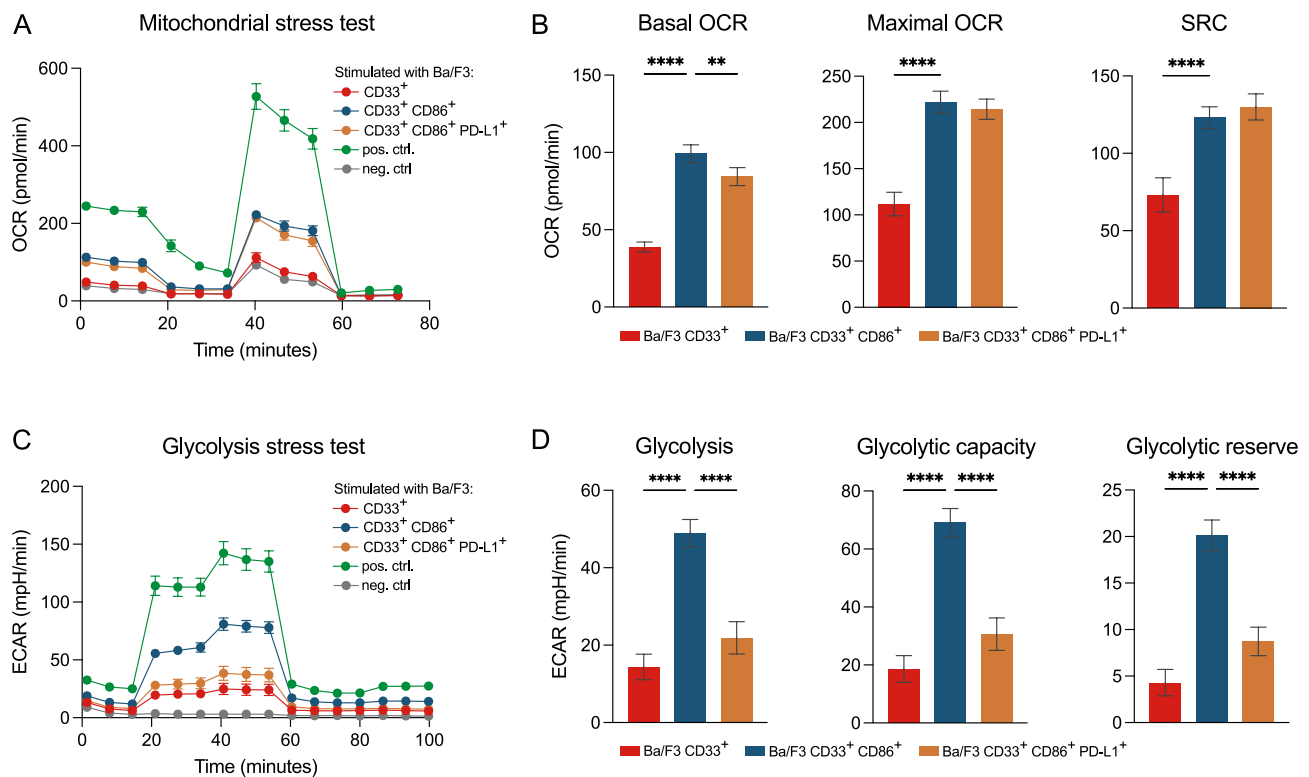 A
Mitochondrial stress test
OCR (pmol/min)
600
400
200
0
0 20 40 60 80
Time (minutes)
Stimulated with Ba/F3:
CD33⁺
CD33⁺ CD86⁺
CD33⁺ CD86⁺ PD-L1⁺
pos. ctrl.
neg. ctrl
B
Basal OCR
**** **
OCR (pmol/min)
150
100
50
0
Maximal OCR
****
250
200
150
100
50
0
SRC
****
150
100
50
0
Ba/F3 CD33⁺ Ba/F3 CD33⁺ CD86⁺ Ba/F3 CD33⁺ CD86⁺ PD-L1⁺
C
Glycolysis stress test
ECAR (mpH/min)
200
150
100
50
0
0 20 40 60 80 100
Time (minutes)
Stimulated with Ba/F3:
CD33⁺
CD33⁺ CD86⁺
CD33⁺ CD86⁺ PD-L1⁺
pos. ctrl.
neg. ctrl
D
Glycolysis
**** ****
ECAR (mpH/min)
60
40
20
0
Glycolytic capacity
**** ****
80
60
40
20
0
Glycolytic reserve
**** ****
25
20
15
10
5
0
Ba/F3 CD33⁺ Ba/F3 CD33⁺ CD86⁺ Ba/F3 CD33⁺ CD86⁺ PD-L1⁺